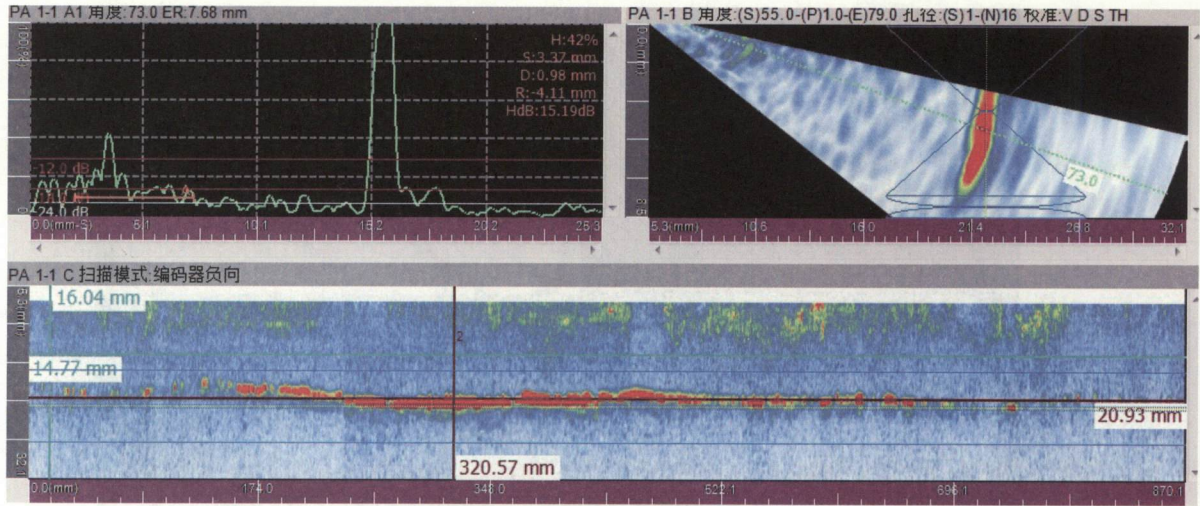 PA 1-1 A1 角度:73.0 ER:7.68 mm
H:42%
S:3.37 mm
D:0.98 mm
R:-4.11 mm
HdB:15.19dB
-12.0 dB
-24.0 dB
0.0(mm-S) 5.1 10.1 15.2 20.2 25.3
PA 1-1 B 角度:(S)55.0-(P)1.0-(E)79.0 孔径:(S)1-(N)16 校准:V D S TH
73.0
5.3(mm) 10.6 16.0 21.4 26.8 32.1
PA 1-1 C 扫描模式:编码器负向
16.04 mm
2
14.77 mm
20.93 mm
320.57 mm
32.1
0.0(mm) 174.0 348.0 522.1 696.1 870.1